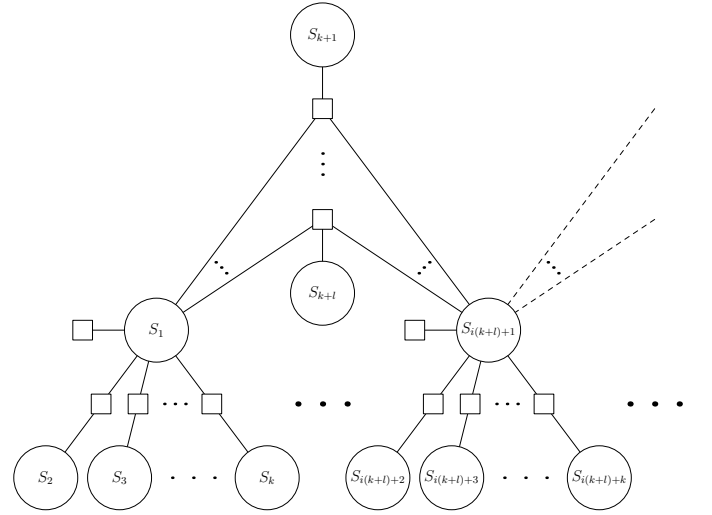 S_{k+1}
S_{k+l}
S_1 S_{i(k+l)+1}
S_2 S_3 S_k S_{i(k+l)+2} S_{i(k+l)+3} S_{i(k+l)+k}